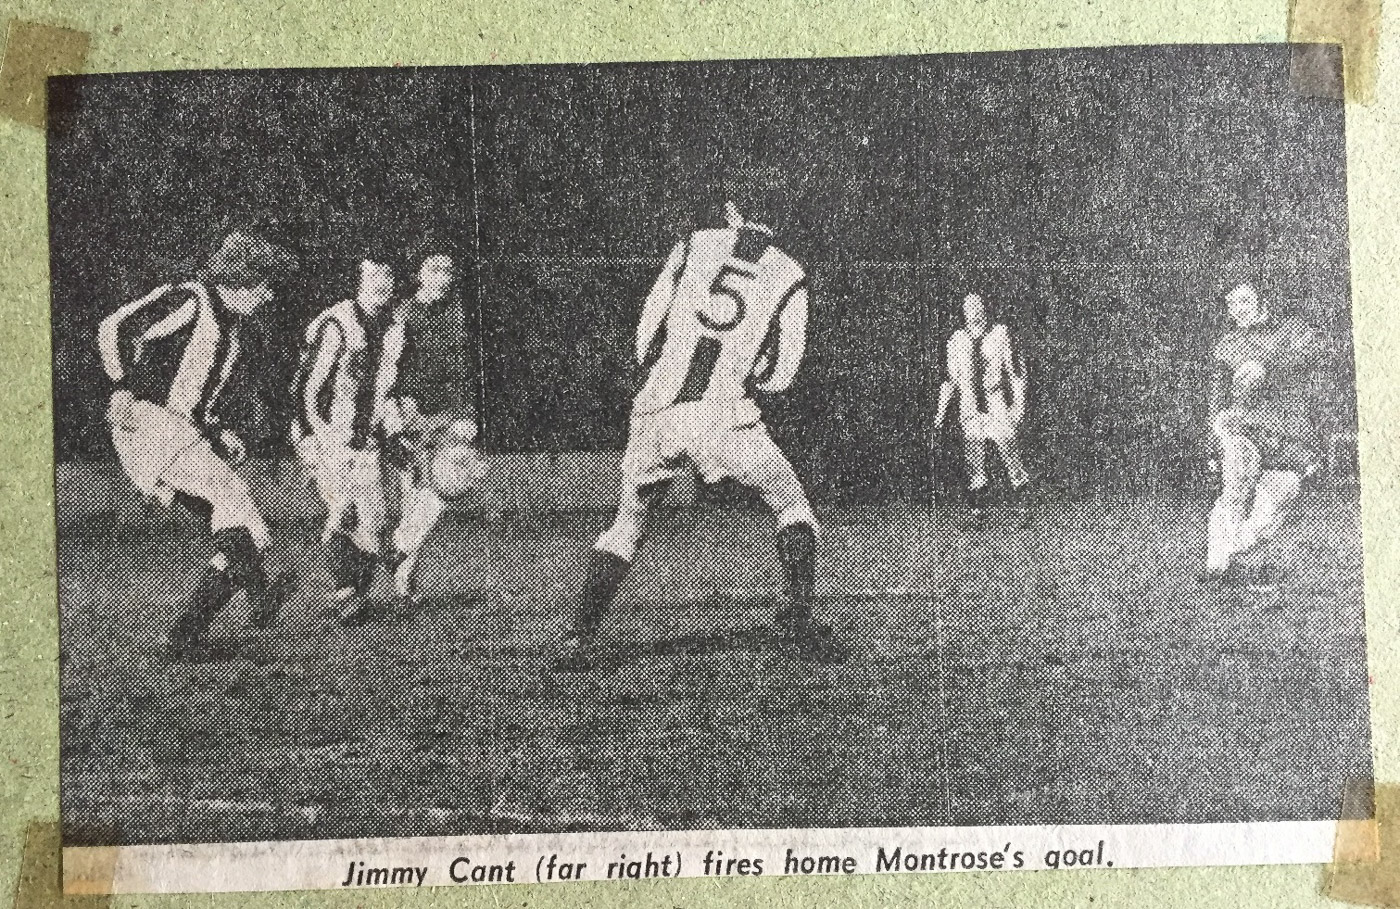 5
Jimmy Cant (far right) fires home Montrose's goal.